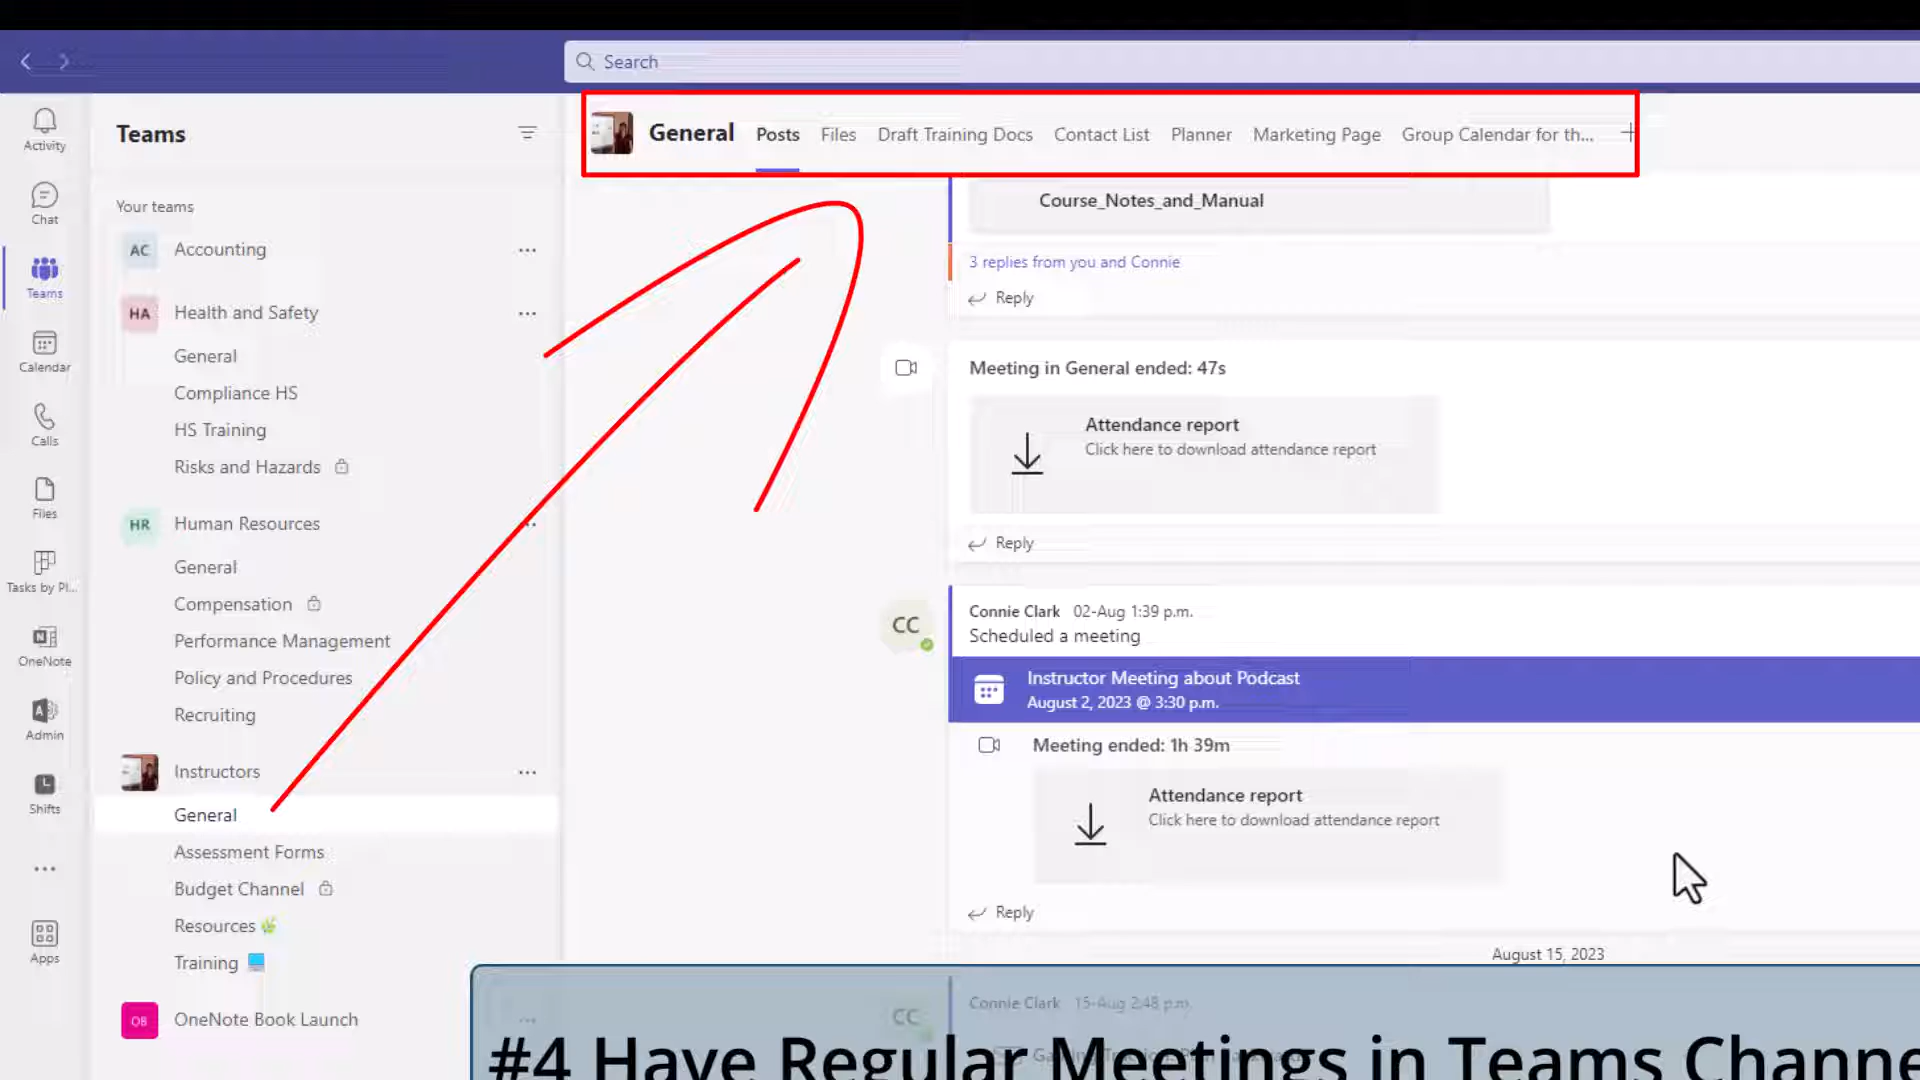 Search
Activity
Chat
Teams
Calendar
Calls
Files
Tasks by Pl...
OneNote
Admin
Shifts
Apps
Teams
Your teams
AC Accounting
HA Health and Safety
General
Compliance HS
HS Training
Risks and Hazards
HR Human Resources
General
Compensation
Performance Management
Policy and Procedures
Recruiting
Instructors
General
Assessment Forms
Budget Channel
Resources
Training
OB OneNote Book Launch
General Posts Files Draft Training Docs Contact List Planner Marketing Page Group Calendar for th...
Course_Notes_and_Manual
3 replies from you and Connie
Reply
Meeting in General ended: 47s
Attendance report
Click here to download attendance report
Reply
CC
Connie Clark 02-Aug 1:39 p.m.
Scheduled a meeting
Instructor Meeting about Podcast
August 2, 2023 @ 3:30 p.m.
Meeting ended: 1h 39m
Attendance report
Click here to download attendance report
Reply
August 15, 2023
CC
Connie Clark 15-Aug 2:48 p.m.
#4 Have Regular Meetings in Teams Channe